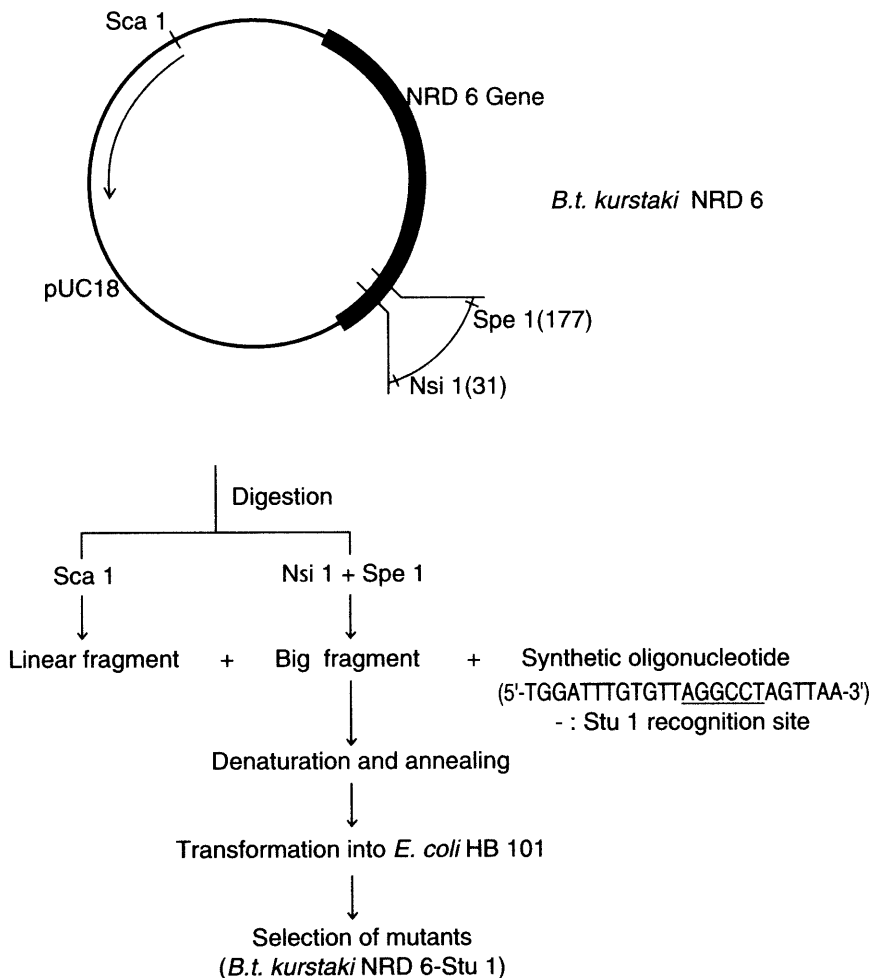 Sca 1
NRD 6 Gene
B.t. kurstaki NRD 6
pUC18
Spe 1(177)
Nsi 1(31)
Digestion
Sca 1
Nsi 1 + Spe 1
Linear fragment + Big fragment + Synthetic oligonucleotide
(5'-TGGATTTGTGTTAGGCCTAGTTAA-3')
- : Stu 1 recognition site
Denaturation and annealing
Transformation into E. coli HB 101
Selection of mutants
(B.t. kurstaki NRD 6-Stu 1)